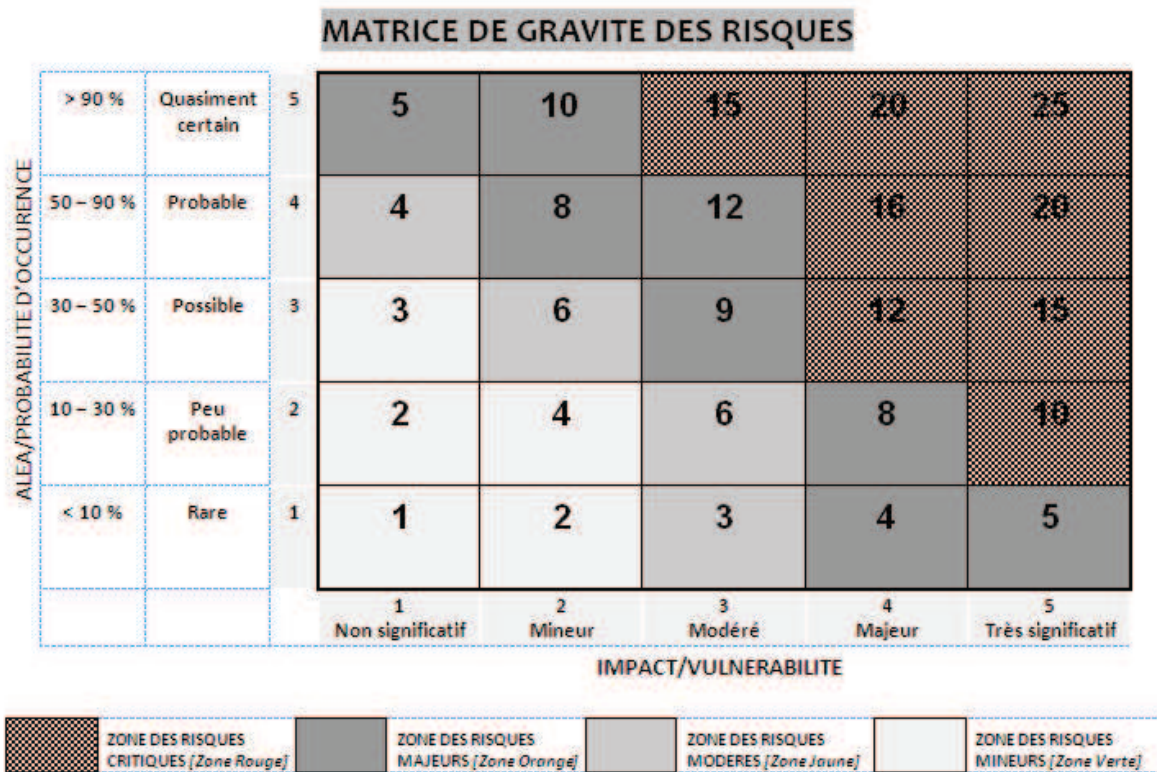 MATRICE DE GRAVITE DES RISQUES
ALEA/PROBABILITE D'OCCURENCE
> 90 % Quasiment certain 5 5 10 15 20 25
50 – 90 % Probable 4 4 8 12 16 20
30 – 50 % Possible 3 3 6 9 12 15
10 – 30 % Peu probable 2 2 4 6 8 10
< 10 % Rare 1 1 2 3 4 5
1 2 3 4 5
Non significatif Mineur Modéré Majeur Très significatif
IMPACT/VULNERABILITE
ZONE DES RISQUES
CRITIQUES [Zone Rouge]
ZONE DES RISQUES
MAJEURS [Zone Orange]
ZONE DES RISQUES
MODERES [Zone Jaune]
ZONE DES RISQUES
MINEURS [Zone Verte]